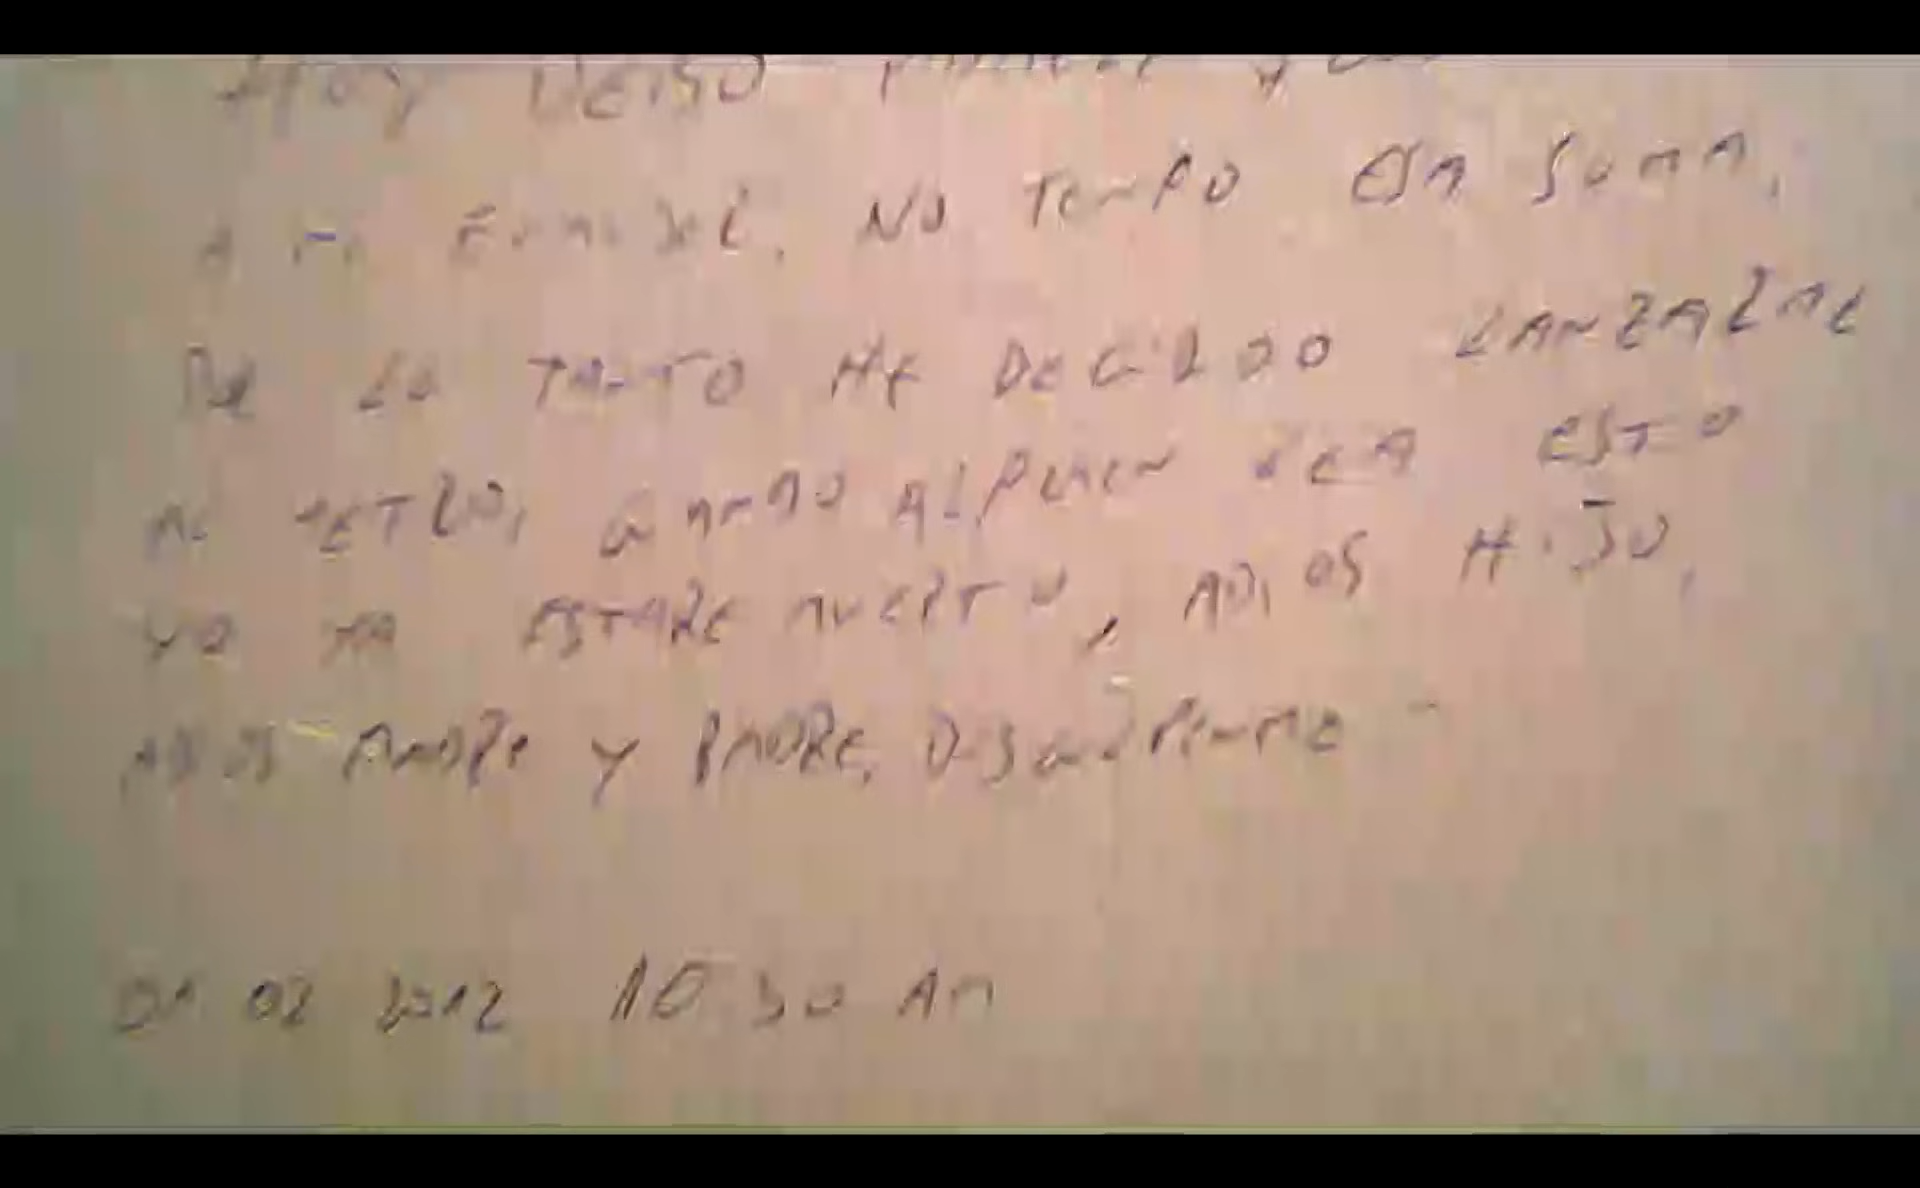 HOY DEBO
A MI NO TENGO ESA SUMA,
POR LO TANTO HE DECIDIDO LANZARME
AL METRO, CUANDO ALGUIEN LEA ESTO
YO YA ESTARE MUERTO, ADIOS HIJO,
ADIOS MADRE Y PADRE, DISCULPENME
01 02 2012 10 30 AM